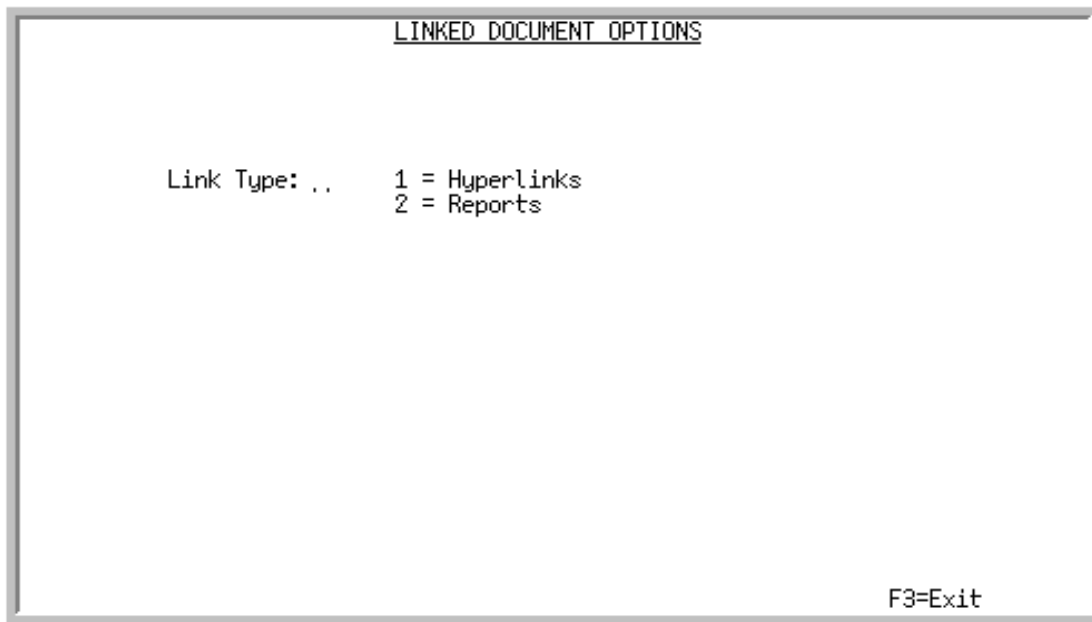 LINKED DOCUMENT OPTIONS
Link Type: .. 1 = Hyperlinks
2 = Reports
F3=Exit